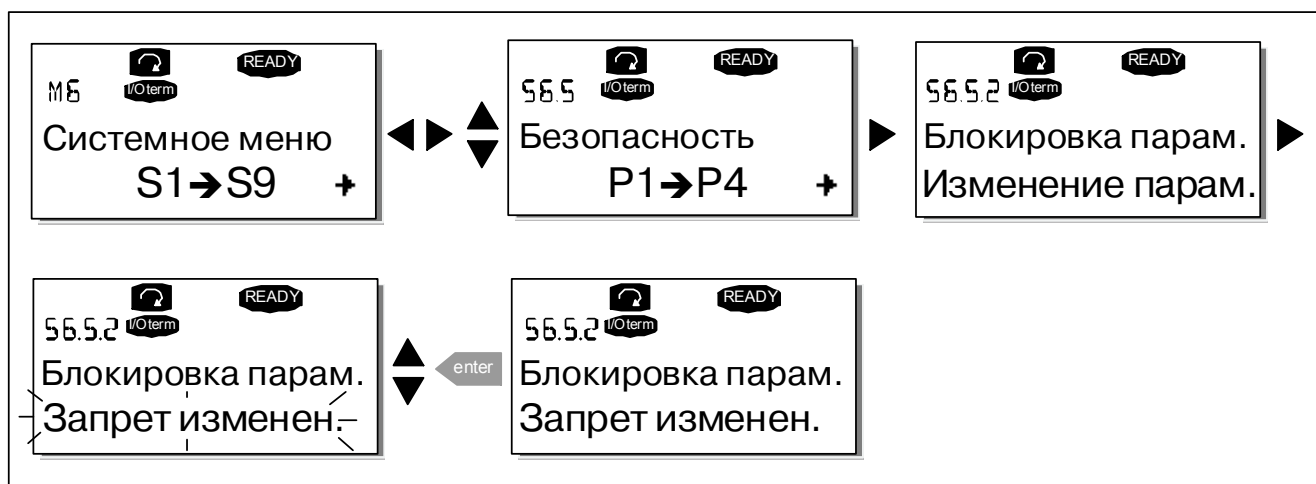 READY
M6 I/Oterm
Системное меню
S1➔S9
READY
S6.5 I/Oterm
Безопасность
P1➔P4
READY
S6.5.2 I/Oterm
Блокировка парам.
Изменение парам.
READY
S6.5.2 I/Oterm
Блокировка парам.
Запрет изменен.
enter
READY
S6.5.2 I/Oterm
Блокировка парам.
Запрет изменен.